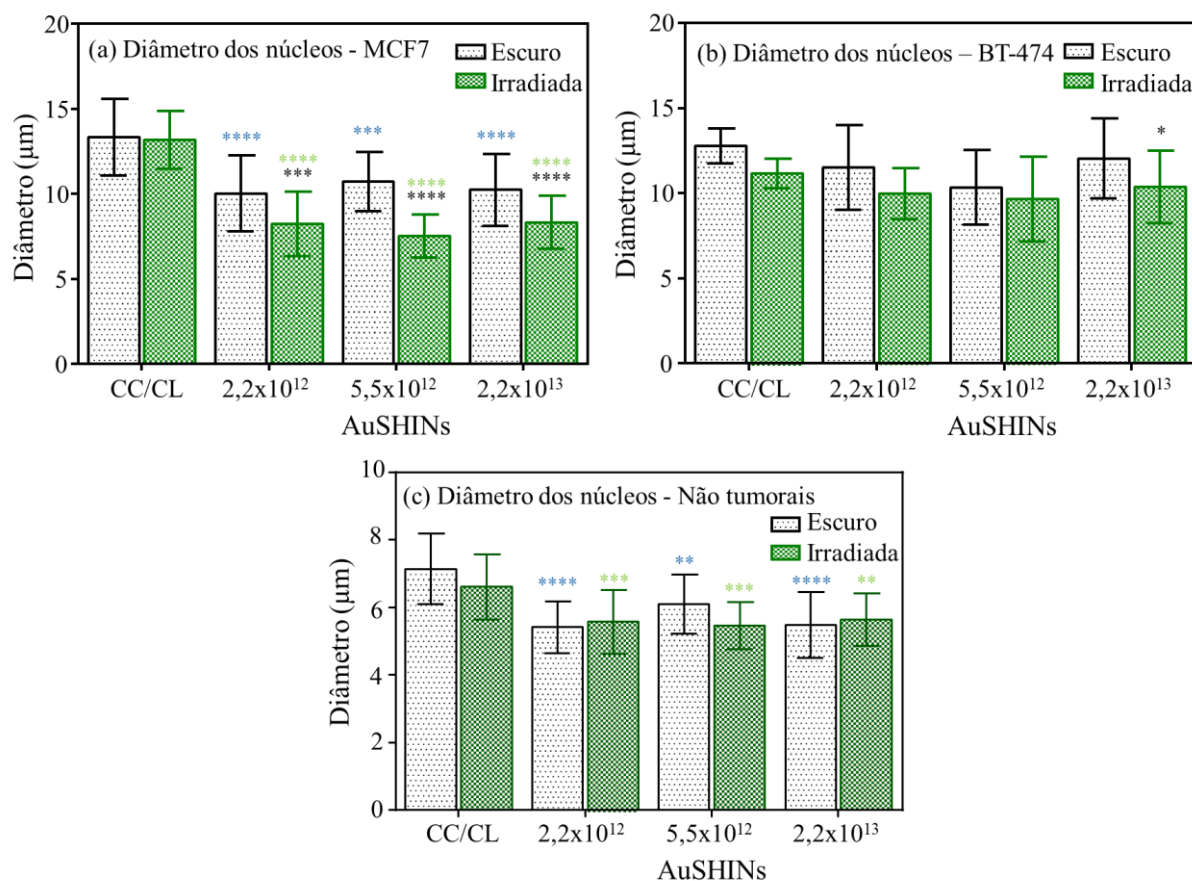 (a) Diâmetro dos núcleos - MCF7
Escuro
Irradiada
Diâmetro (μm)
20
15
10
5
0
****
****
***
***
****
****
****
****
****
CC/CL
2,2x10¹²
5,5x10¹²
2,2x10¹³
AuSHINs
(b) Diâmetro dos núcleos – BT-474
Escuro
Irradiada
Diâmetro (μm)
20
15
10
5
0
*
CC/CL
2,2x10¹²
5,5x10¹²
2,2x10¹³
AuSHINs
(c) Diâmetro dos núcleos - Não tumorais
Escuro
Irradiada
Diâmetro (μm)
10
8
6
4
2
0
****
***
**
***
****
**
CC/CL
2,2x10¹²
5,5x10¹²
2,2x10¹³
AuSHINs